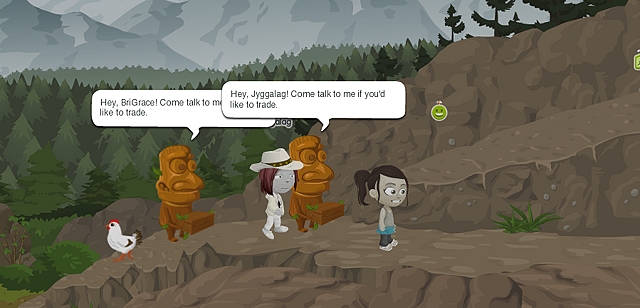 Hey, BriGrace! Come talk to me
like to trade.
Hey, Jyggalag! Come talk to me if you'd
like to trade.